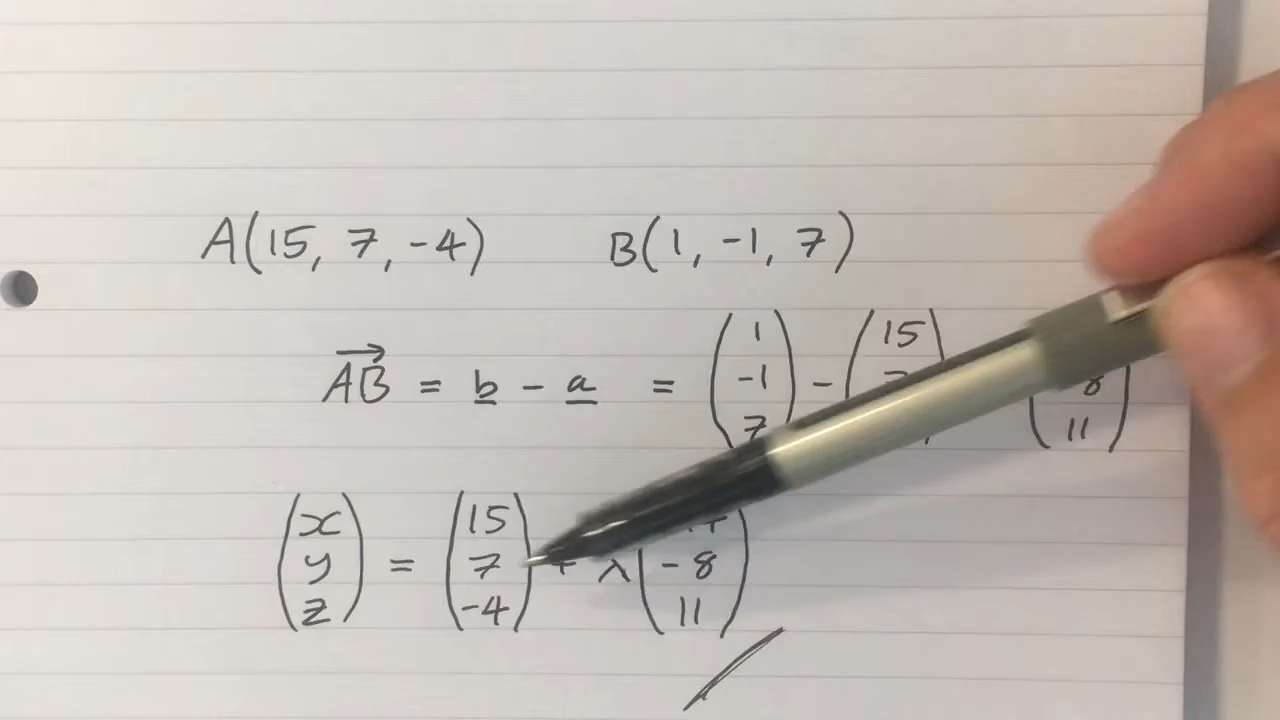 A(15, 7, -4) B(1, -1, 7)
AB = b - a = (1 -1 7) - (15 8 11)
(x y z) = (15 7 -4) + λ(-8 11)